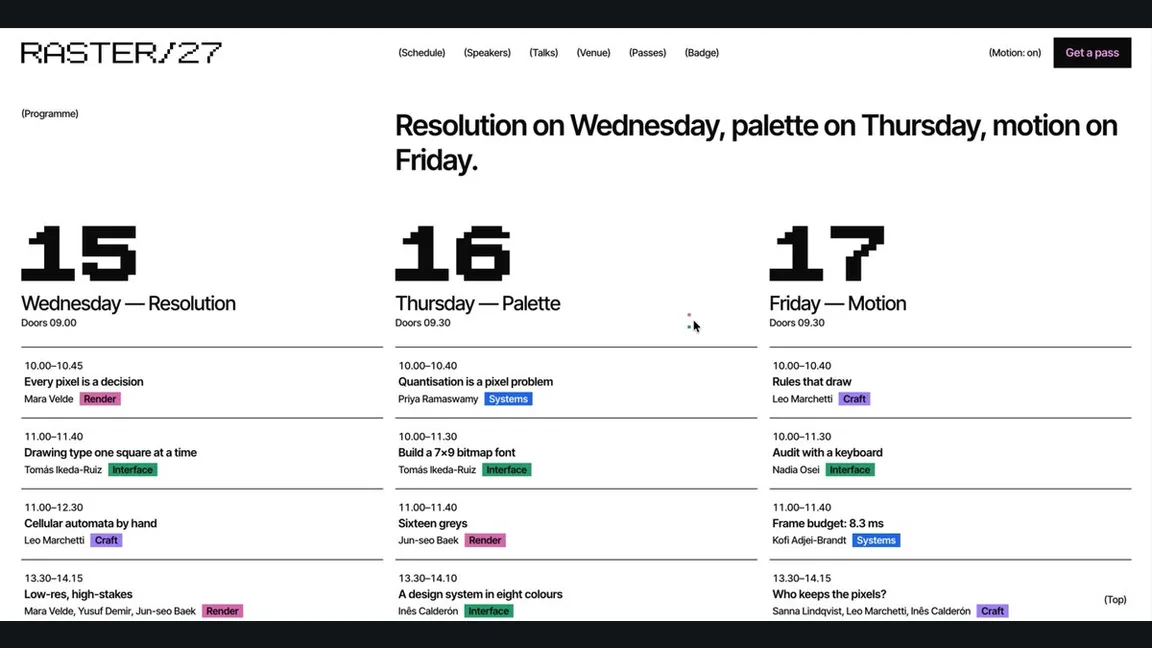 RASTER/27
(Schedule) (Speakers) (Talks) (Venue) (Passes) (Badge)
(Motion: on) Get a pass
(Programme)
Resolution on Wednesday, palette on Thursday, motion on
Friday.
15
Wednesday — Resolution
Doors 09.00
10.00–10.45
Every pixel is a decision
Mara Velde Render
11.00–11.40
Drawing type one square at a time
Tomás Ikeda-Ruiz Interface
11.00–12.30
Cellular automata by hand
Leo Marchetti Craft
13.30–14.15
Low-res, high-stakes
Mara Velde, Yusuf Demir, Jun-seo Baek Render
16
Thursday — Palette
Doors 09.30
10.00–10.40
Quantisation is a pixel problem
Priya Ramaswamy Systems
10.00–11.30
Build a 7×9 bitmap font
Tomás Ikeda-Ruiz Interface
11.00–11.40
Sixteen greys
Jun-seo Baek Render
13.30–14.10
A design system in eight colours
Inês Calderón Interface
17
Friday — Motion
Doors 09.30
10.00–10.40
Rules that draw
Leo Marchetti Craft
10.00–11.30
Audit with a keyboard
Nadia Osei Interface
11.00–11.40
Frame budget: 8.3 ms
Kofi Adjei-Brandt Systems
13.30–14.15
Who keeps the pixels?
Sanna Lindqvist, Leo Marchetti, Inês Calderón Craft
(Top)